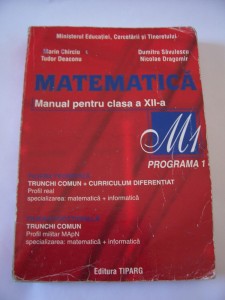 Ministerul Educaţiei, Cercetării şi Tineretului
Marin Chirciu
Dumitru Săvulescu
Tudor Deaconu
Nicolae Dragomir
MATEMATICĂ
Manual pentru clasa a XII-a
M1
PROGRAMA 1
TRUNCHI COMUN + CURRICULUM DIFERENŢIAT
Profil real
specializarea: matematică - informatică
TRUNCHI COMUN
Profil militar MApN
specializarea: matematică - informatică
Editura TIPARG